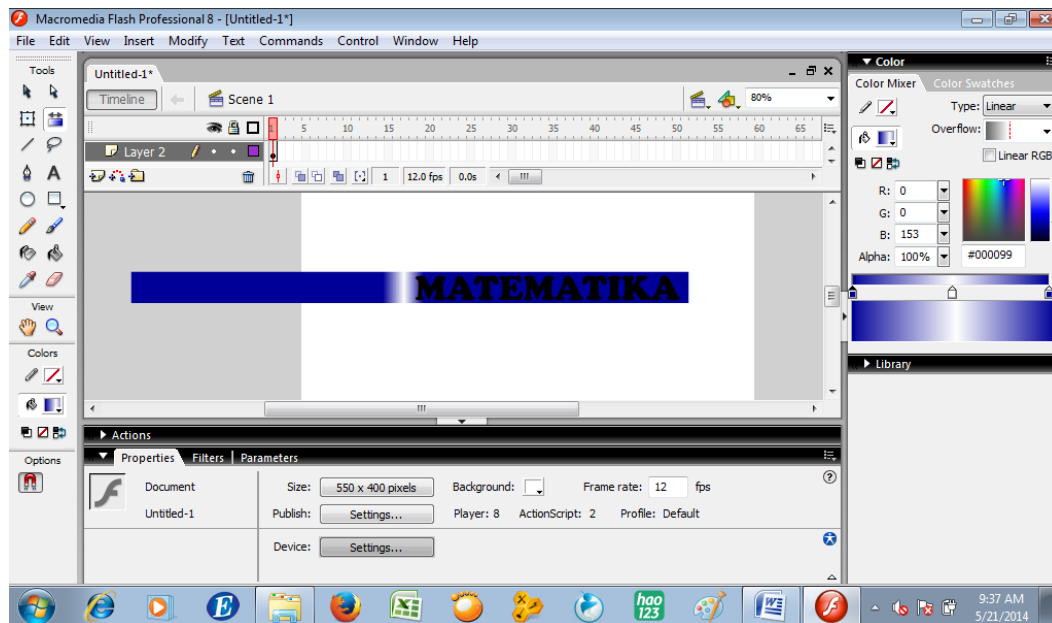 Macromedia Flash Professional 8 - [Untitled-1*]
File Edit View Insert Modify Text Commands Control Window Help
Tools
View
Colors
Options
Untitled-1*
Timeline Scene 1 80%
1 5 10 15 20 25 30 35 40 45 50 55 60 65
Layer 2
1 12.0 fps 0.0s
MATEMATIKA
Actions
Properties Filters Parameters
Document Size: 550 x 400 pixels Background: Frame rate: 12 fps
Untitled-1 Publish: Settings... Player: 8 ActionScript: 2 Profile: Default
Device: Settings...
Color
Color Mixer Color Swatches
Type: Linear
Overflow:
Linear RGB
R: 0
G: 0
B: 153
Alpha: 100% #000099
Library
hao
123
9:37 AM
5/21/2014